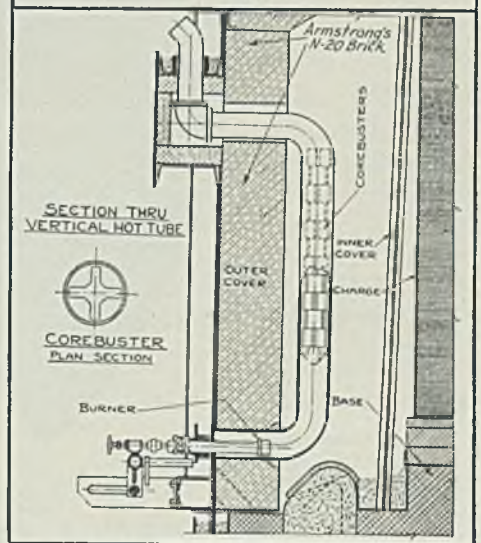 Armstrong's
N-20 Brick
COREBUSTERS
SECTION THRU
VERTICAL HOT TUBE
INNER
COVER
OUTER
COVER
CHARGE
COREBUSTER
PLAN SECTION
BURNER
BASE